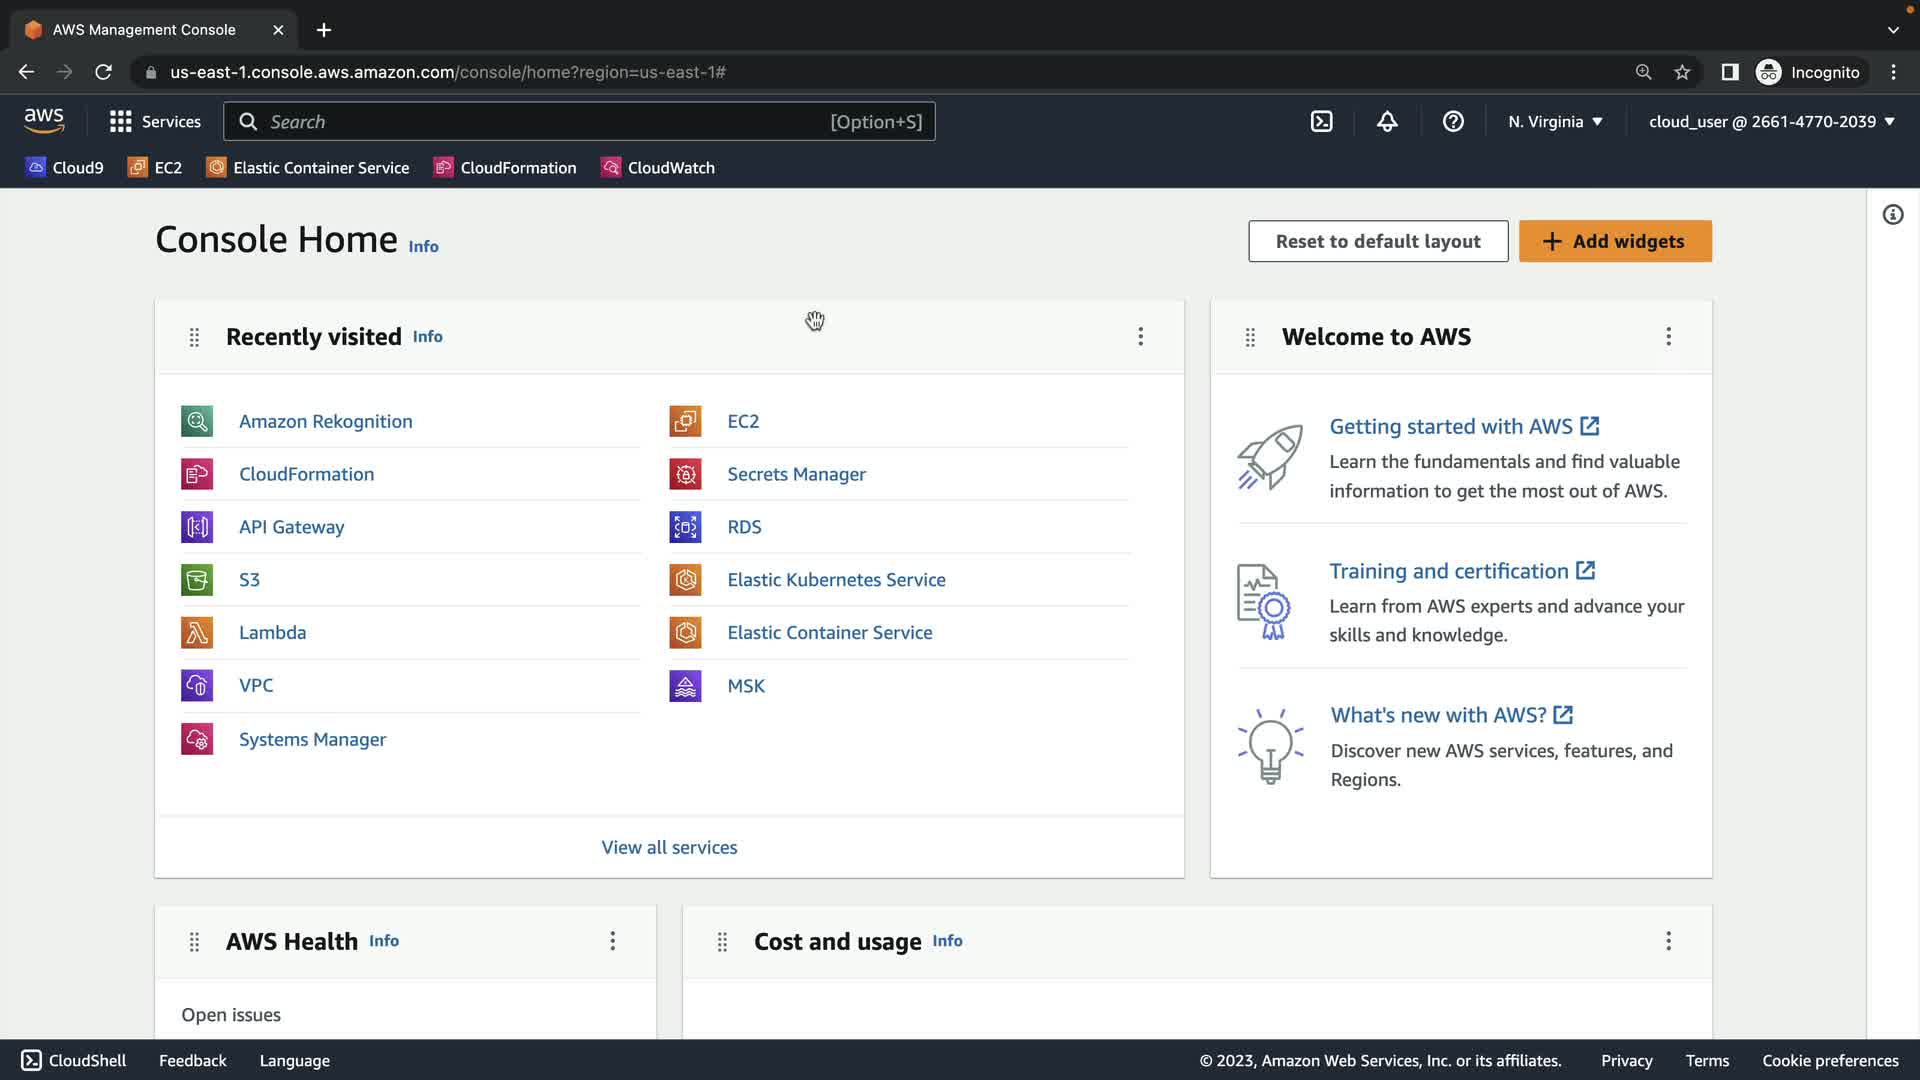 AWS Management Console
us-east-1.console.aws.amazon.com/console/home?region=us-east-1#
Incognito
aws
Services
Search
[Option+S]
N. Virginia
cloud_user @ 2661-4770-2039
Cloud9
EC2
Elastic Container Service
CloudFormation
CloudWatch
Console Home Info
Reset to default layout
Add widgets
Recently visited Info
Amazon Rekognition
CloudFormation
API Gateway
S3
Lambda
VPC
Systems Manager
EC2
Secrets Manager
RDS
Elastic Kubernetes Service
Elastic Container Service
MSK
View all services
Welcome to AWS
Getting started with AWS
Learn the fundamentals and find valuable
information to get the most out of AWS.
Training and certification
Learn from AWS experts and advance your
skills and knowledge.
What's new with AWS?
Discover new AWS services, features, and
Regions.
AWS Health Info
Open issues
Cost and usage Info
CloudShell
Feedback
Language
© 2023, Amazon Web Services, Inc. or its affiliates.
Privacy
Terms
Cookie preferences